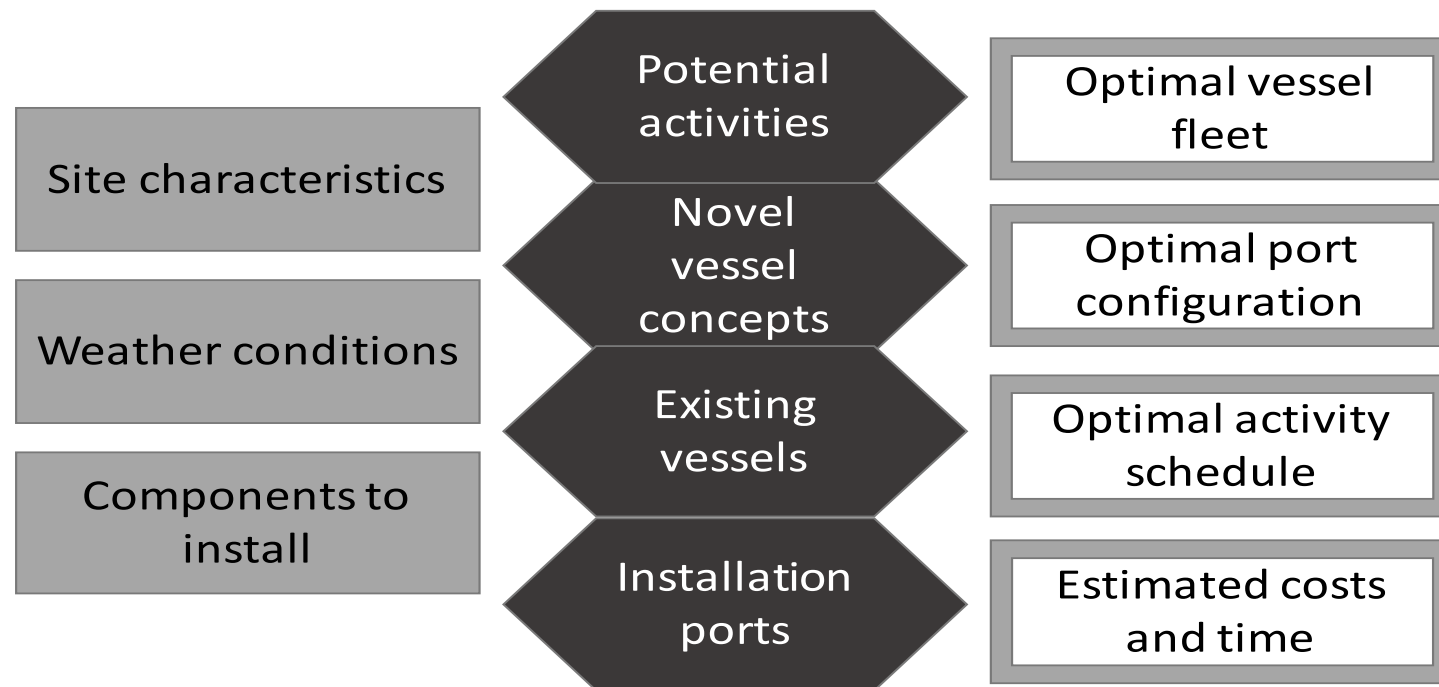 Site characteristics
Weather conditions
Components to
install
Potential
activities
Novel
vessel
concepts
Existing
vessels
Installation
ports
Optimal vessel
fleet
Optimal port
configuration
Optimal activity
schedule
Estimated costs
and time